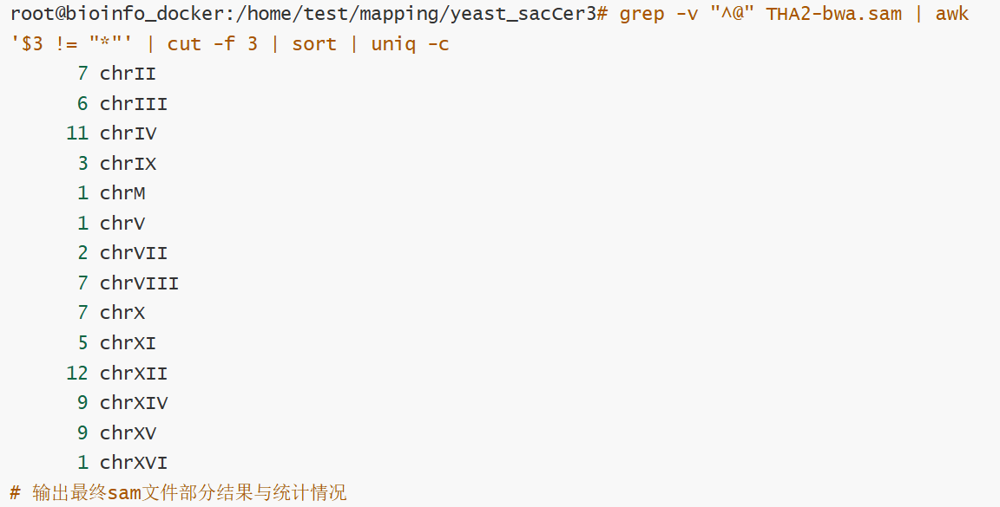 root@bioinfo_docker:/home/test/mapping/yeast_sacCer3# grep -v "^@" THA2-bwa.sam | awk
'$3 != "*"' | cut -f 3 | sort | uniq -c
7 chrII
6 chrIII
11 chrIV
3 chrIX
1 chrM
1 chrV
2 chrVII
7 chrVIII
7 chrX
5 chrXI
12 chrXII
9 chrXIV
9 chrXV
1 chrXVI
# 输出最终sam文件部分结果与统计情况